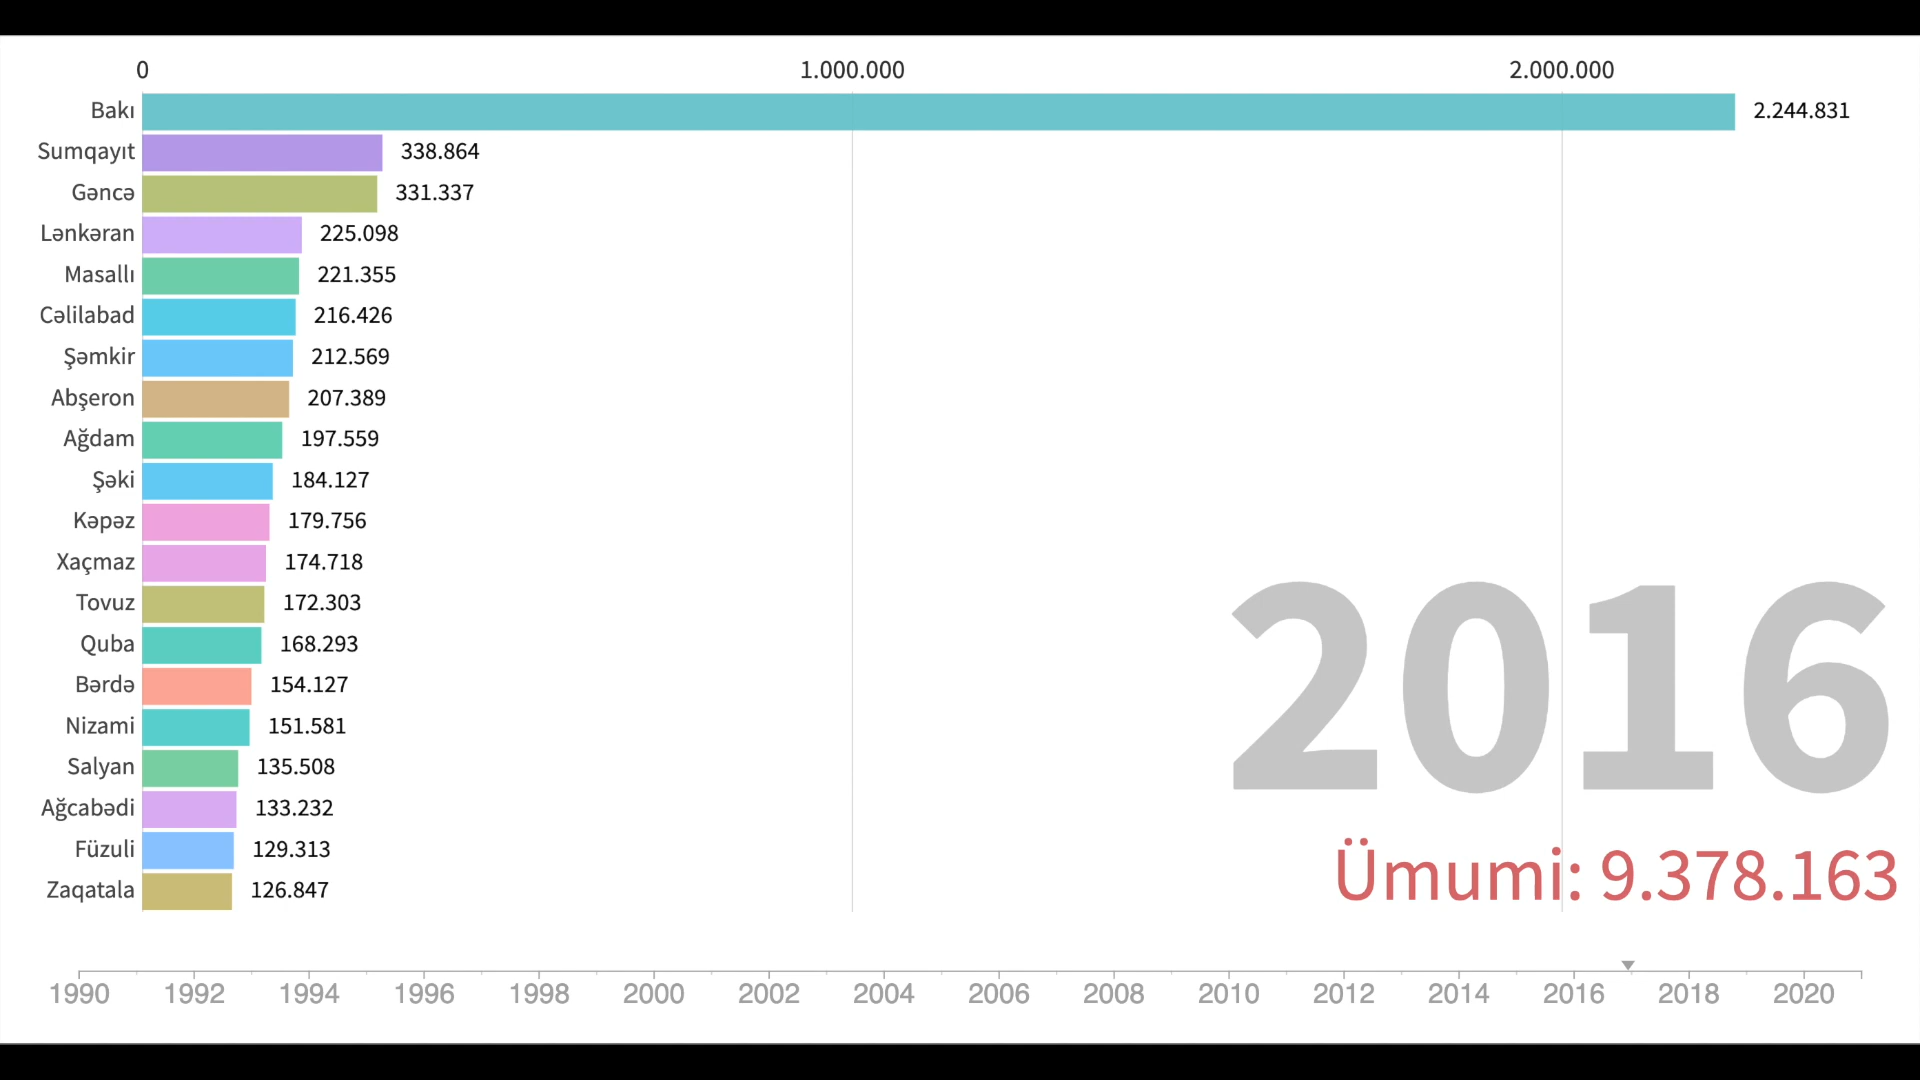 0 1.000.000 2.000.000
Bakı 2.244.831
Sumqayıt 338.864
Gəncə 331.337
Lənkəran 225.098
Masallı 221.355
Cəlilabad 216.426
Şəmkir 212.569
Abşeron 207.389
Ağdam 197.559
Şəki 184.127
Kəpəz 179.756
Xaçmaz 174.718
Tovuz 172.303
Quba 168.293
Bərdə 154.127
Nizami 151.581
Salyan 135.508
Ağcabədi 133.232
Füzuli 129.313
Zaqatala 126.847
2016
Ümumi: 9.378.163
1990 1992 1994 1996 1998 2000 2002 2004 2006 2008 2010 2012 2014 2016 2018 2020